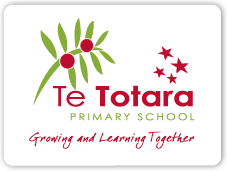 Te Totara
PRIMARY SCHOOL
Growing and Learning Together